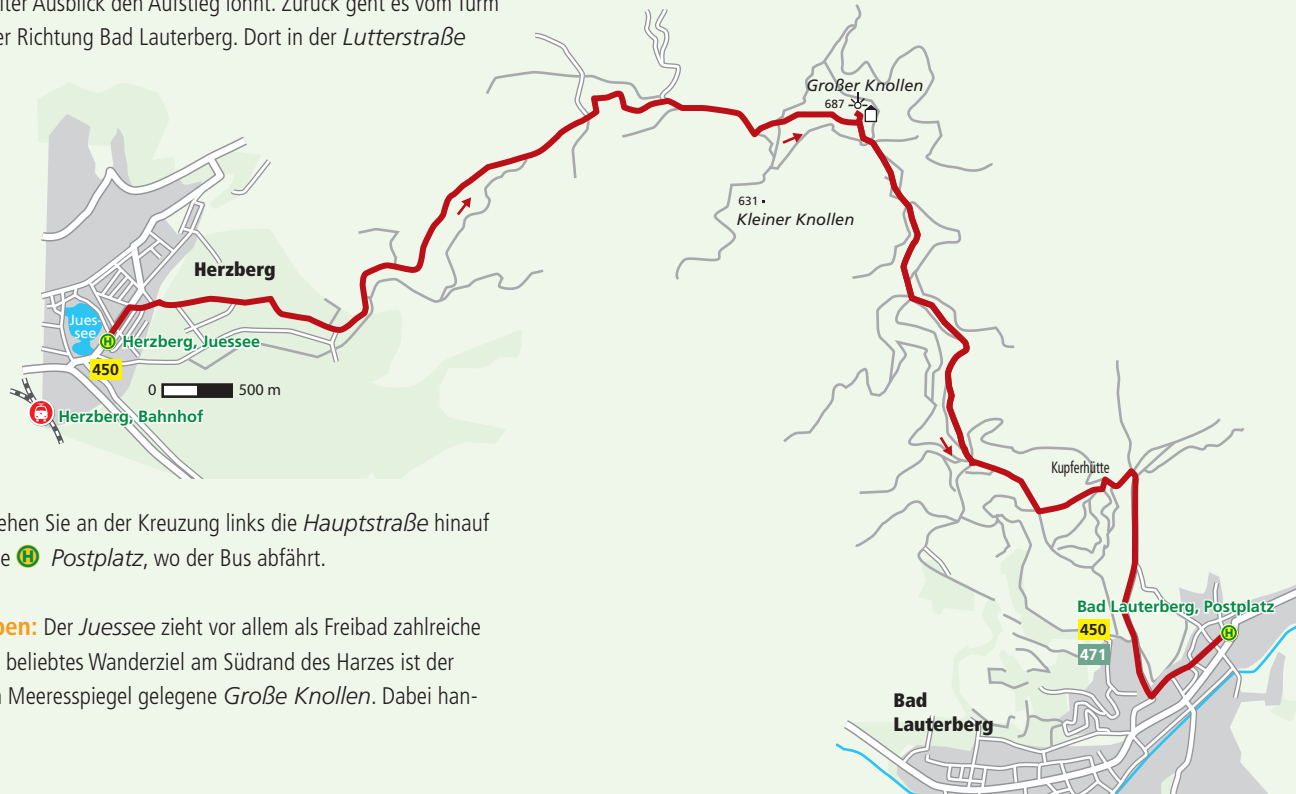 fter Ausblick den Aufstieg lohnt. Zurück geht es vom Turm
er Richtung Bad Lauterberg. Dort in der Lutterstraße
Großer Knollen
687
631
Kleiner Knollen
Herzberg
Jues-
see
Herzberg, Juessee
450
0 500 m
Herzberg, Bahnhof
Kupferhütte
ehen Sie an der Kreuzung links die Hauptstraße hinauf
e H Postplatz, wo der Bus abfährt.
ben: Der Juessee zieht vor allem als Freibad zahlreiche
beliebtes Wanderziel am Südrand des Harzes ist der
Meeresspiegel gelegene Große Knollen. Dabei han-
Bad Lauterberg, Postplatz
H
450
471
Bad
Lauterberg